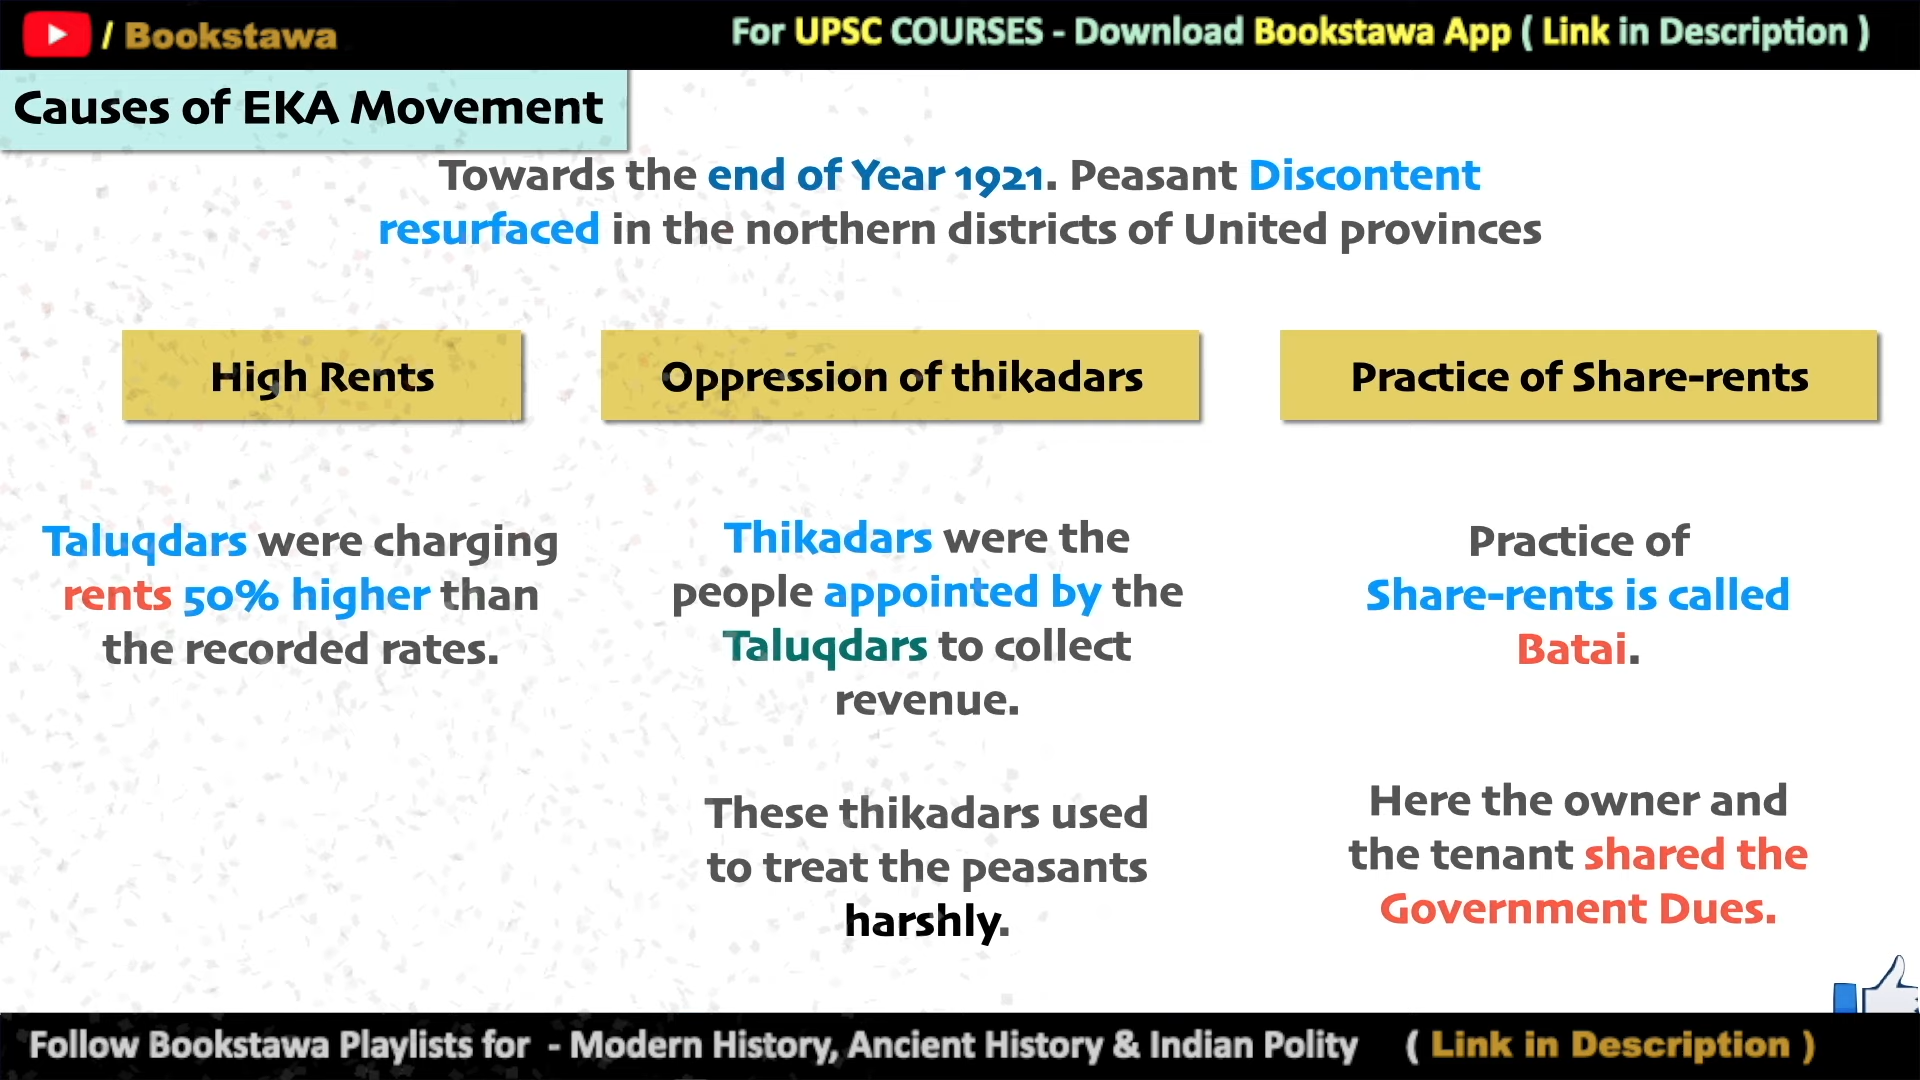 / Bookstawa
For UPSC COURSES - Download Bookstawa App ( Link in Description )
Causes of EKA Movement
Towards the end of Year 1921. Peasant Discontent
resurfaced in the northern districts of United provinces
High Rents
Taluqdars were charging
rents 50% higher than
the recorded rates.
Oppression of thikadars
Thikadars were the
people appointed by the
Taluqdars to collect
revenue.
These thikadars used
to treat the peasants
harshly.
Practice of Share-rents
Practice of
Share-rents is called
Batai.
Here the owner and
the tenant shared the
Government Dues.
Follow Bookstawa Playlists for - Modern History, Ancient History & Indian Polity ( Link in Description )